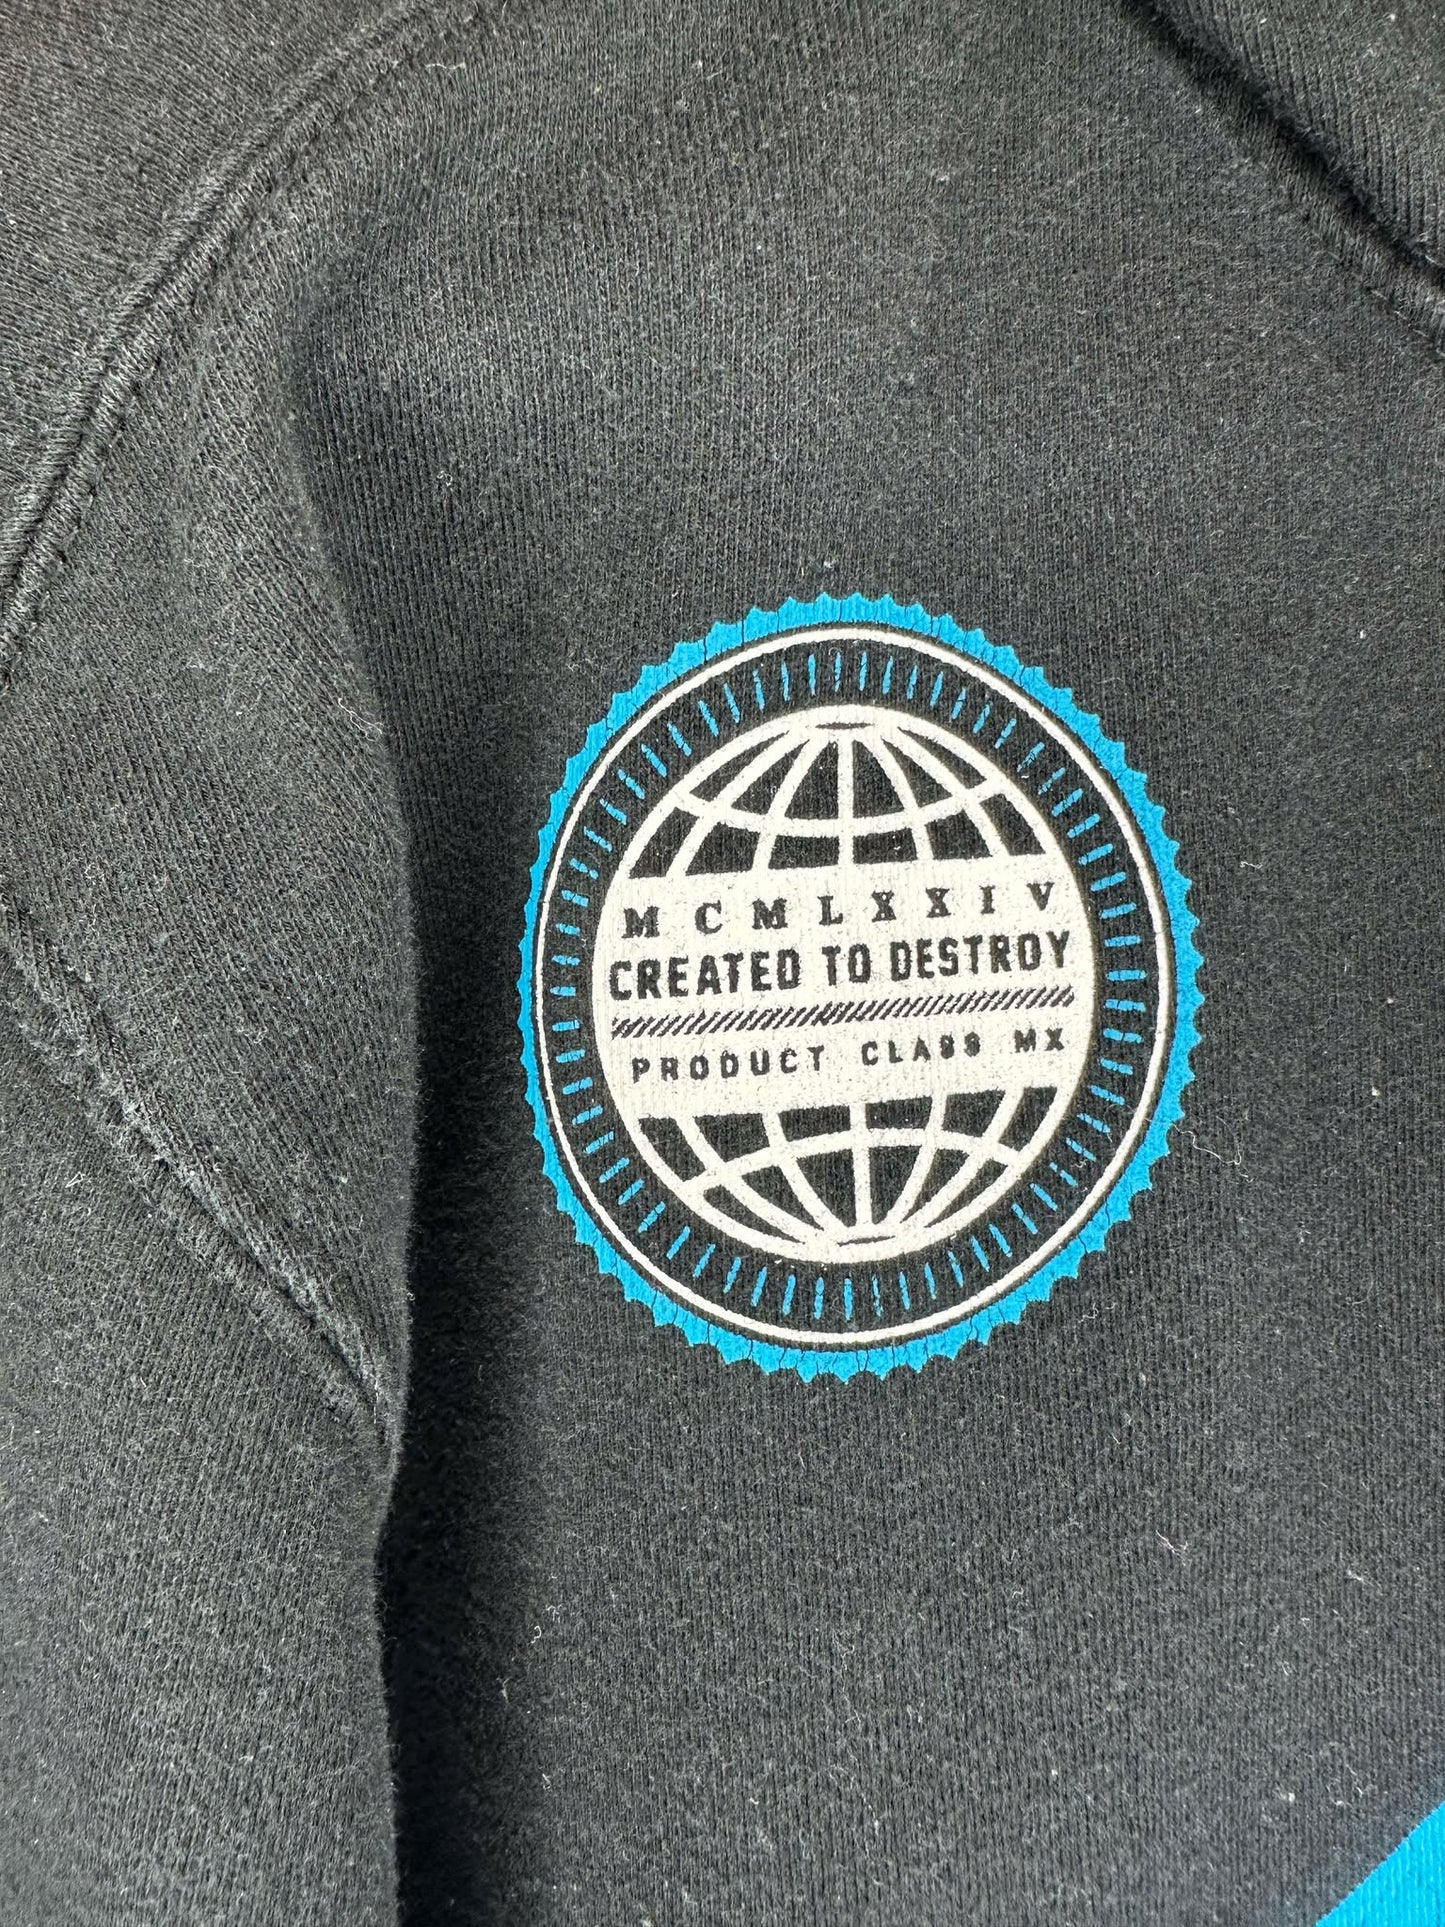 MCMLXXIV
CREATED TO DESTROY
PRODUCT CLASS MX